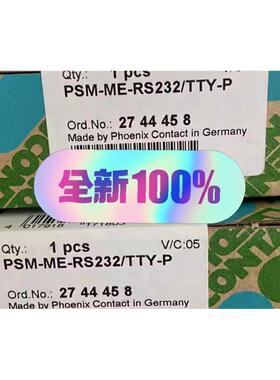 Qty.: 1 pcs
PSM-ME-RS232/TTY-P
Ord.No.: 27 44 45 8
Made by Phoenix Contact in Germany
全新100%
Qty.: 1 pcs V/C:05
PSM-ME-RS232/TTY-P
Ord.No.: 27 44 45 8
Made by Phoenix Contact in Germany